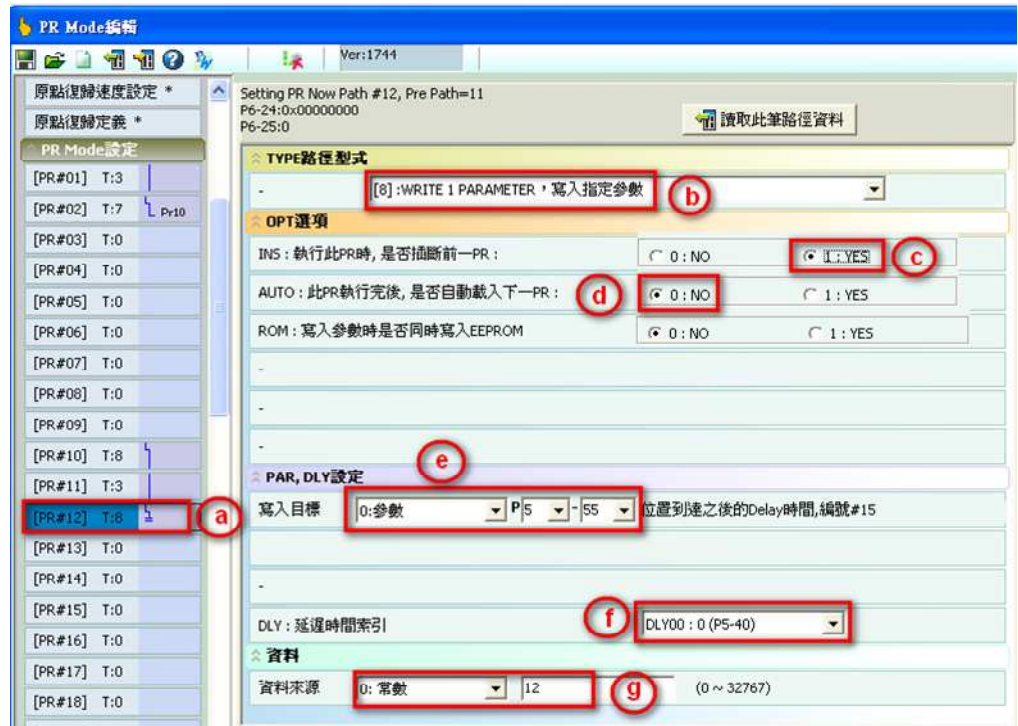 PR Mode編輯
Ver:1744
原點復歸速度設定 *
原點復歸定義 *
PR Mode設定
[PR#01] T:3
[PR#02] T:7 Pr10
[PR#03] T:0
[PR#04] T:0
[PR#05] T:0
[PR#06] T:0
[PR#07] T:0
[PR#08] T:0
[PR#09] T:0
[PR#10] T:8
[PR#11] T:3
[PR#12] T:8 a
[PR#13] T:0
[PR#14] T:0
[PR#15] T:0
[PR#16] T:0
[PR#17] T:0
[PR#18] T:0
Setting PR Now Path #12, Pre Path=11
P6-24:0x00000000
P6-25:0
讀取此筆路徑資料
TYPE路徑型式
- [8] :WRITE 1 PARAMETER，寫入指定參數 b
OPT選項
INS : 執行此PR時, 是否插斷前一PR : 0 : NO 1 : YES c
AUTO : 此PR執行完後, 是否自動載入下一PR : d 0 : NO 1 : YES
ROM : 寫入參數時是否同時寫入EEPROM 0 : NO 1 : YES
-
-
-
e
PAR, DLY設定
寫入目標 0:參數 P 5 - 55 位置到達之後的Delay時間,編號#15
-
DLY : 延遲時間索引 f DLY00 : 0 (P5-40)
資料
資料來源 0: 常數 12 g (0 ~ 32767)